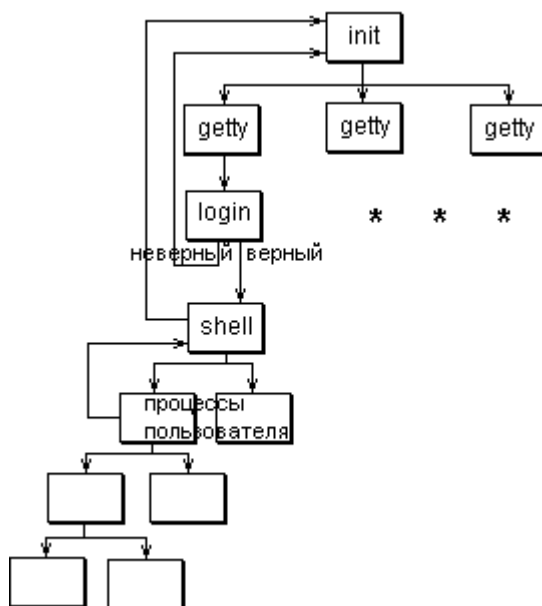 init
getty getty getty
login
* * *
неверный верный
shell
процессы
пользователя